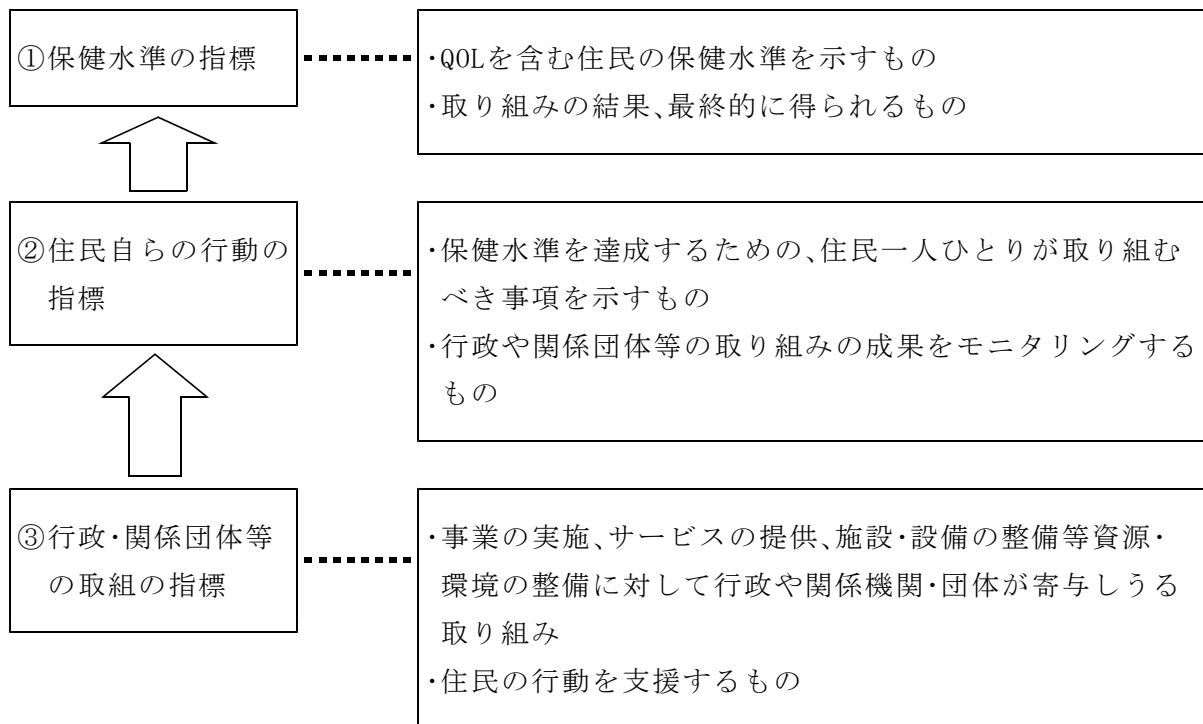 ①保健水準の指標
･QOLを含む住民の保健水準を示すもの
･取り組みの結果､最終的に得られるもの
②住民自らの行動の
指標
･保健水準を達成するための､住民一人ひとりが取り組む
べき事項を示すもの
･行政や関係団体等の取り組みの成果をモニタリングする
もの
③行政･関係団体等
の取組の指標
･事業の実施､サービスの提供､施設･設備の整備等資源･
環境の整備に対して行政や関係機関･団体が寄与しうる
取り組み
･住民の行動を支援するもの